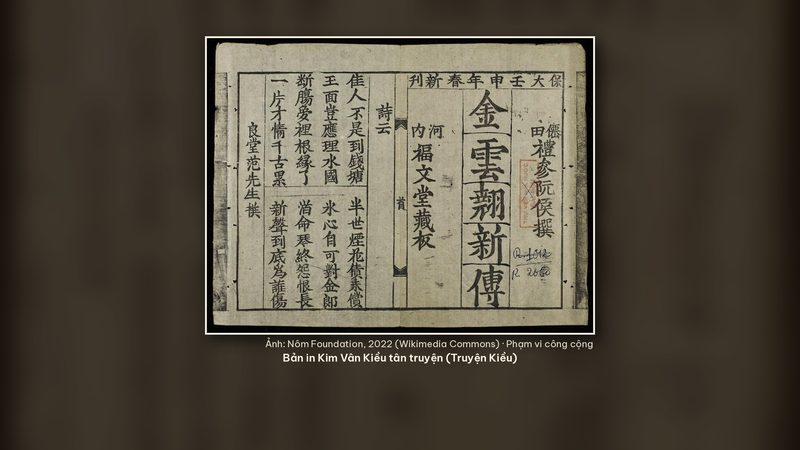 保大壬申年春新刊
僊田禮參阮侯撰
金雲翹新傳
河內
福文堂藏板
首
詩云
佳人不是到錢塘 半世煙花債未償
玉面豈應埋水國 氷心自可對金郎
斷腸夢裡根緣了 薄命琴終怨恨長
一片才情千古累 新聲到底為誰傷
良堂范先生撰
Ảnh: Nôm Foundation, 2022 (Wikimedia Commons) · Phạm vi công cộng
Bản in Kim Vân Kiều tân truyện (Truyện Kiều)